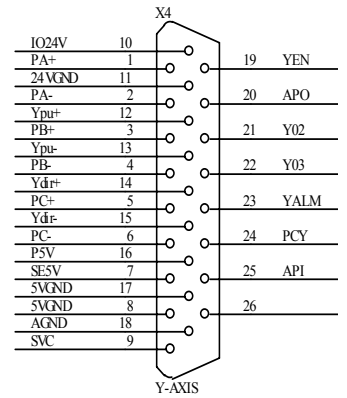 X4
IO24V 10
PA+ 1 19 YEN
24VGND 11
PA- 2 20 APO
Ypu+ 12
PB+ 3 21 Y02
Ypu- 13
PB- 4 22 Y03
Ydir+ 14
PC+ 5 23 YALM
Ydir- 15
PC- 6 24 PCY
P5V 16
SE5V 7 25 API
5VGND 17
5VGND 8 26
AGND 18
SVC 9
Y-AXIS